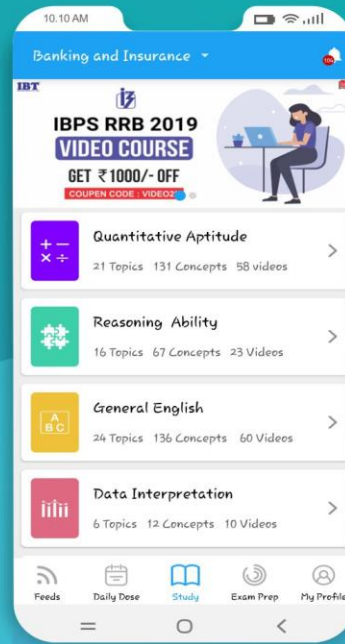 10.10 AM
Banking and Insurance
104
IBT
IBPS RRB 2019
VIDEO COURSE
GET ₹1000/- OFF
COUPEN CODE : VIDEO2
Quantitative Aptitude
21 Topics 131 Concepts 58 videos
Reasoning Ability
16 Topics 67 Concepts 23 Videos
A
B C
General English
24 Topics 136 Concepts 60 Videos
Data Interpretation
6 Topics 12 Concepts 10 Videos
Feeds Daily Dose Study Exam Prep My Profile